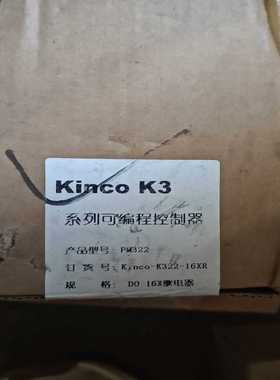 Kinco K3
系列可编程控制器
产品型号: PM322
订 货 号: Kinco-K322-16XR
规    格: DO 16X继电器